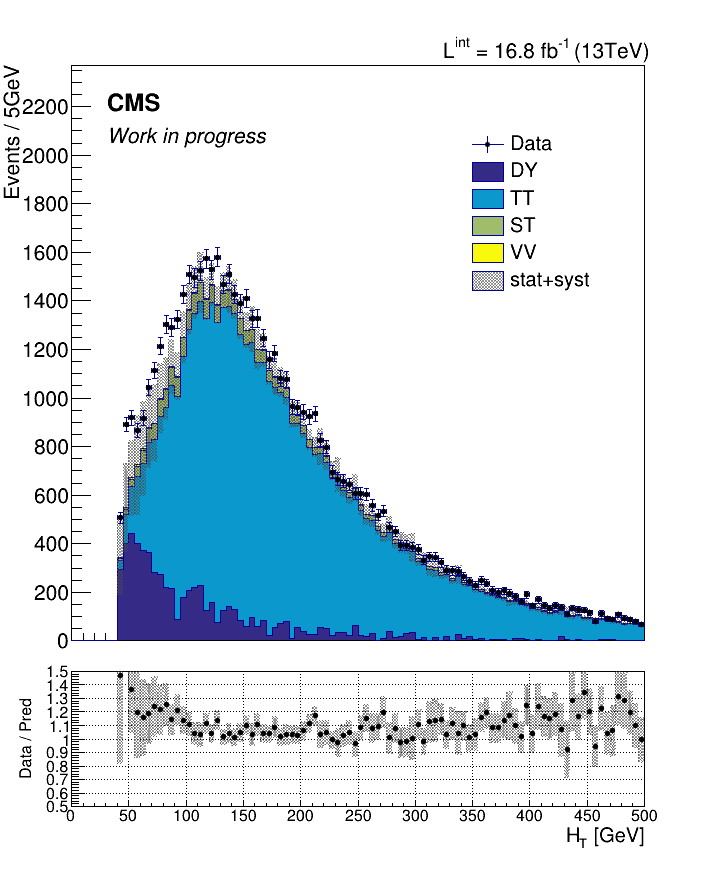 L^int = 16.8 fb^-1 (13TeV)
Events / 5GeV
CMS
Work in progress
Data
DY
TT
ST
VV
stat+syst
2200
2000
1800
1600
1400
1200
1000
800
600
400
200
0
Data / Pred
1.5
1.4
1.3
1.2
1.1
1
0.9
0.8
0.7
0.6
0.5
0 50 100 150 200 250 300 350 400 450 500
H_T [GeV]